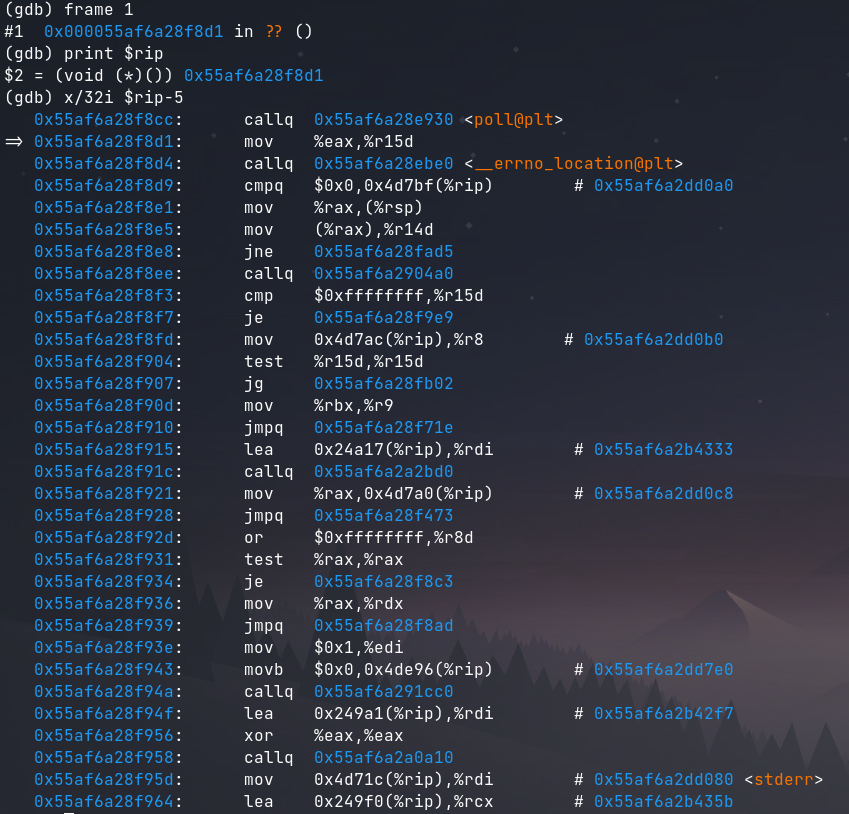 (gdb) frame 1
#1  0x000055af6a28f8d1 in ?? ()
(gdb) print $rip
$2 = (void (*)()) 0x55af6a28f8d1
(gdb) x/32i $rip-5
   0x55af6a28f8cc:      callq  0x55af6a28e930 <poll@plt>
=> 0x55af6a28f8d1:      mov    %eax,%r15d
   0x55af6a28f8d4:      callq  0x55af6a28ebe0 <__errno_location@plt>
   0x55af6a28f8d9:      cmpq   $0x0,0x4d7bf(%rip)        # 0x55af6a2dd0a0
   0x55af6a28f8e1:      mov    %rax,(%rsp)
   0x55af6a28f8e5:      mov    (%rax),%r14d
   0x55af6a28f8e8:      jne    0x55af6a28fad5
   0x55af6a28f8ee:      callq  0x55af6a2904a0
   0x55af6a28f8f3:      cmp    $0xffffffff,%r15d
   0x55af6a28f8f7:      je     0x55af6a28f9e9
   0x55af6a28f8fd:      mov    0x4d7ac(%rip),%r8        # 0x55af6a2dd0b0
   0x55af6a28f904:      test   %r15d,%r15d
   0x55af6a28f907:      jg     0x55af6a28fb02
   0x55af6a28f90d:      mov    %rbx,%r9
   0x55af6a28f910:      jmpq   0x55af6a28f71e
   0x55af6a28f915:      lea    0x24a17(%rip),%rdi        # 0x55af6a2b4333
   0x55af6a28f91c:      callq  0x55af6a2a2bd0
   0x55af6a28f921:      mov    %rax,0x4d7a0(%rip)        # 0x55af6a2dd0c8
   0x55af6a28f928:      jmpq   0x55af6a28f473
   0x55af6a28f92d:      or     $0xffffffff,%r8d
   0x55af6a28f931:      test   %rax,%rax
   0x55af6a28f934:      je     0x55af6a28f8c3
   0x55af6a28f936:      mov    %rax,%rdx
   0x55af6a28f939:      jmpq   0x55af6a28f8ad
   0x55af6a28f93e:      mov    $0x1,%edi
   0x55af6a28f943:      movb   $0x0,0x4de96(%rip)        # 0x55af6a2dd7e0
   0x55af6a28f94a:      callq  0x55af6a291cc0
   0x55af6a28f94f:      lea    0x249a1(%rip),%rdi        # 0x55af6a2b42f7
   0x55af6a28f956:      xor    %eax,%eax
   0x55af6a28f958:      callq  0x55af6a2a0a10
   0x55af6a28f95d:      mov    0x4d71c(%rip),%rdi        # 0x55af6a2dd080 <stderr>
   0x55af6a28f964:      lea    0x249f0(%rip),%rcx        # 0x55af6a2b435b